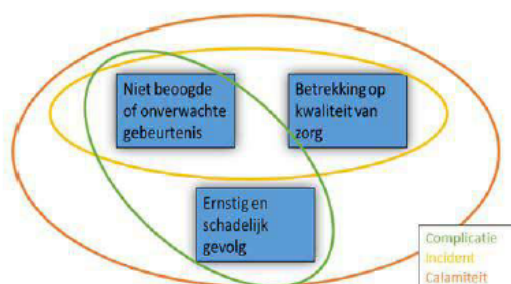 Niet beoogde
of onverwachte
gebeurtenis
Betrekking op
kwaliteit van
zorg
Ernstig en
schadelijk
gevolg
Complicatie
Incident
Calamiteit